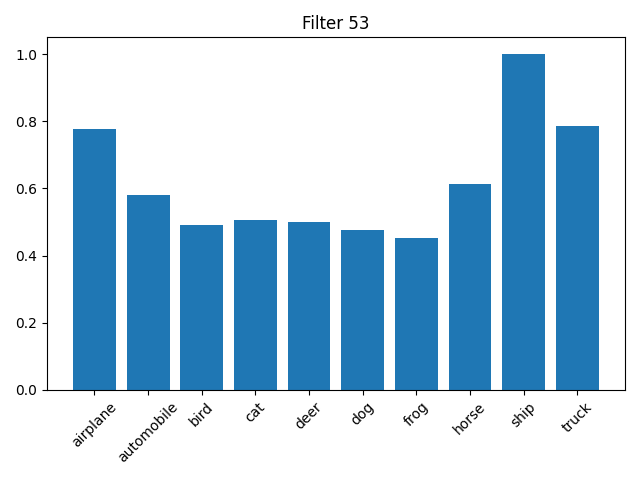 Filter 53
1.0
0.8
0.6
0.4
0.2
0.0
airplane
automobile
bird
cat
deer
dog
frog
horse
ship
truck